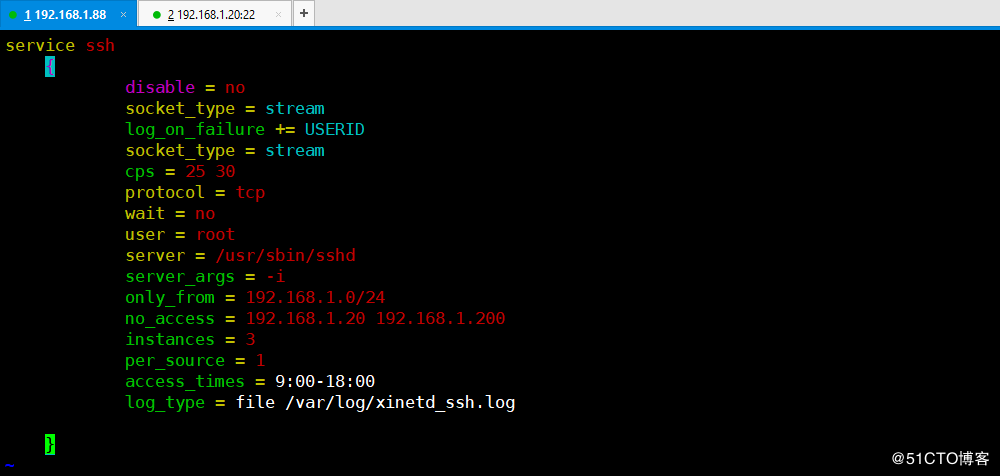 1 192.168.1.88 × 2 192.168.1.20:22 × +
service ssh
{
disable = no
socket_type = stream
log_on_failure += USERID
socket_type = stream
cps = 25 30
protocol = tcp
wait = no
user = root
server = /usr/sbin/sshd
server_args = -i
only_from = 192.168.1.0/24
no_access = 192.168.1.20 192.168.1.200
instances = 3
per_source = 1
access_times = 9:00-18:00
log_type = file /var/log/xinetd_ssh.log
}
~
@51CTO博客